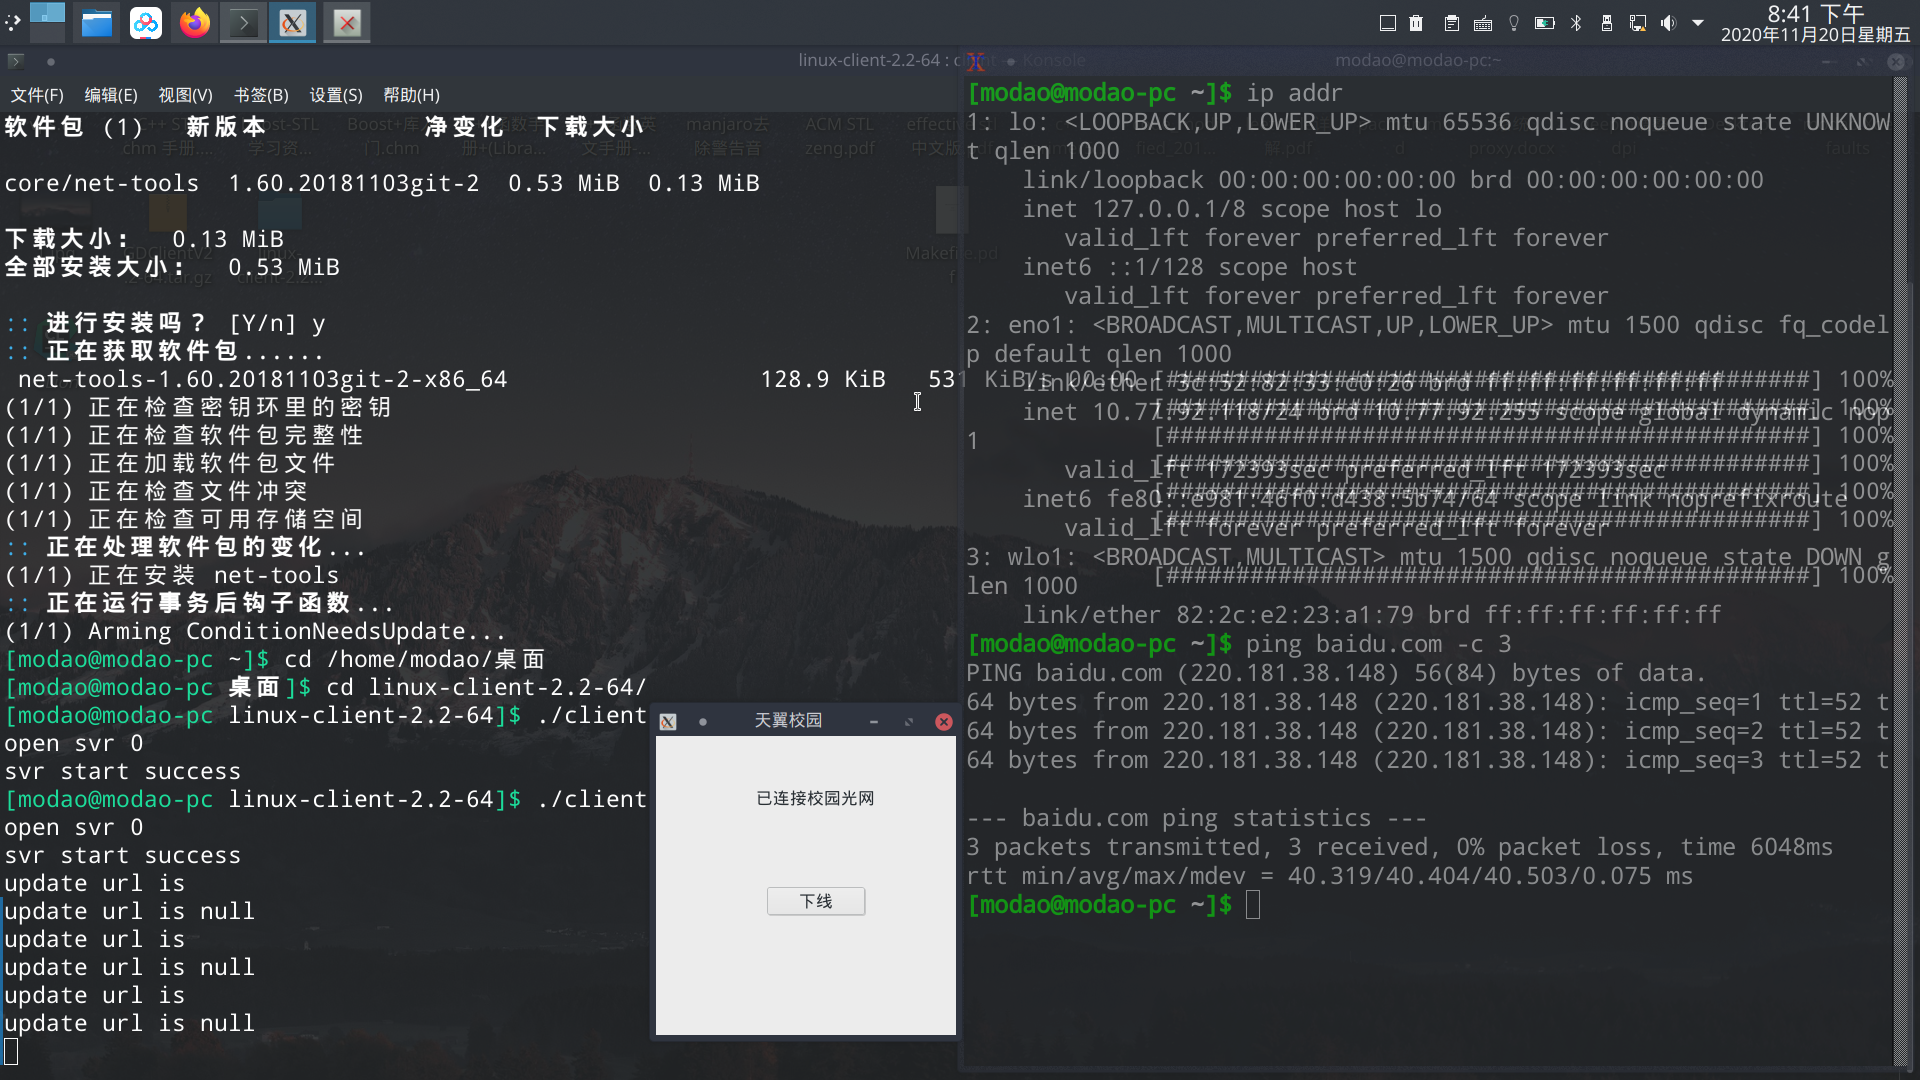 8:41 下午
2020年11月20日星期五
linux-client-2.2-64 : Konsole
文件(F) 编辑(E) 视图(V) 书签(B) 设置(S) 帮助(H)
软件包 (1) 新版本 净变化 下载大小
core/net-tools 1.60.20181103git-2 0.53 MiB 0.13 MiB
下载大小: 0.13 MiB
全部安装大小: 0.53 MiB
:: 进行安装吗? [Y/n] y
:: 正在获取软件包......
net-tools-1.60.20181103git-2-x86_64 128.9 KiB 531 KiB/s 00:00 [##############################################] 100%
(1/1) 正在检查密钥环里的密钥 [##############################################] 100%
(1/1) 正在检查软件包完整性 [##############################################] 100%
(1/1) 正在加载软件包文件 [##############################################] 100%
(1/1) 正在检查文件冲突 [##############################################] 100%
(1/1) 正在检查可用存储空间 [##############################################] 100%
:: 正在处理软件包的变化...
(1/1) 正在安装 net-tools [##############################################] 100%
:: 正在运行事务后钩子函数...
(1/1) Arming ConditionNeedsUpdate...
[modao@modao-pc ~]$ cd /home/modao/桌面
[modao@modao-pc 桌面]$ cd linux-client-2.2-64/
[modao@modao-pc linux-client-2.2-64]$ ./client
open svr 0
svr start success
[modao@modao-pc linux-client-2.2-64]$ ./client
open svr 0
svr start success
update url is
update url is null
update url is
update url is null
update url is
update url is null
天翼校园
已连接校园光网
下线
modao@modao-pc:~
[modao@modao-pc ~]$ ip addr
1: lo: <LOOPBACK,UP,LOWER_UP> mtu 65536 qdisc noqueue state UNKNOW
t qlen 1000
link/loopback 00:00:00:00:00:00 brd 00:00:00:00:00:00
inet 127.0.0.1/8 scope host lo
valid_lft forever preferred_lft forever
inet6 ::1/128 scope host
valid_lft forever preferred_lft forever
2: eno1: <BROADCAST,MULTICAST,UP,LOWER_UP> mtu 1500 qdisc fq_codel
p default qlen 1000
link/ether 3c:52:82:33:c0:26 brd ff:ff:ff:ff:ff:ff
inet 10.77.92.118/24 brd 10.77.92.255 scope global dynamic nop
1
valid_lft 172393sec preferred_lft 172393sec
inet6 fe80::e981:46f0:d438:5b74/64 scope link noprefixroute
valid_lft forever preferred_lft forever
3: wlo1: <BROADCAST,MULTICAST> mtu 1500 qdisc noqueue state DOWN g
len 1000
link/ether 82:2c:e2:23:a1:79 brd ff:ff:ff:ff:ff:ff
[modao@modao-pc ~]$ ping baidu.com -c 3
PING baidu.com (220.181.38.148) 56(84) bytes of data.
64 bytes from 220.181.38.148 (220.181.38.148): icmp_seq=1 ttl=52 t
64 bytes from 220.181.38.148 (220.181.38.148): icmp_seq=2 ttl=52 t
64 bytes from 220.181.38.148 (220.181.38.148): icmp_seq=3 ttl=52 t
--- baidu.com ping statistics ---
3 packets transmitted, 3 received, 0% packet loss, time 6048ms
rtt min/avg/max/mdev = 40.319/40.404/40.503/0.075 ms
[modao@modao-pc ~]$